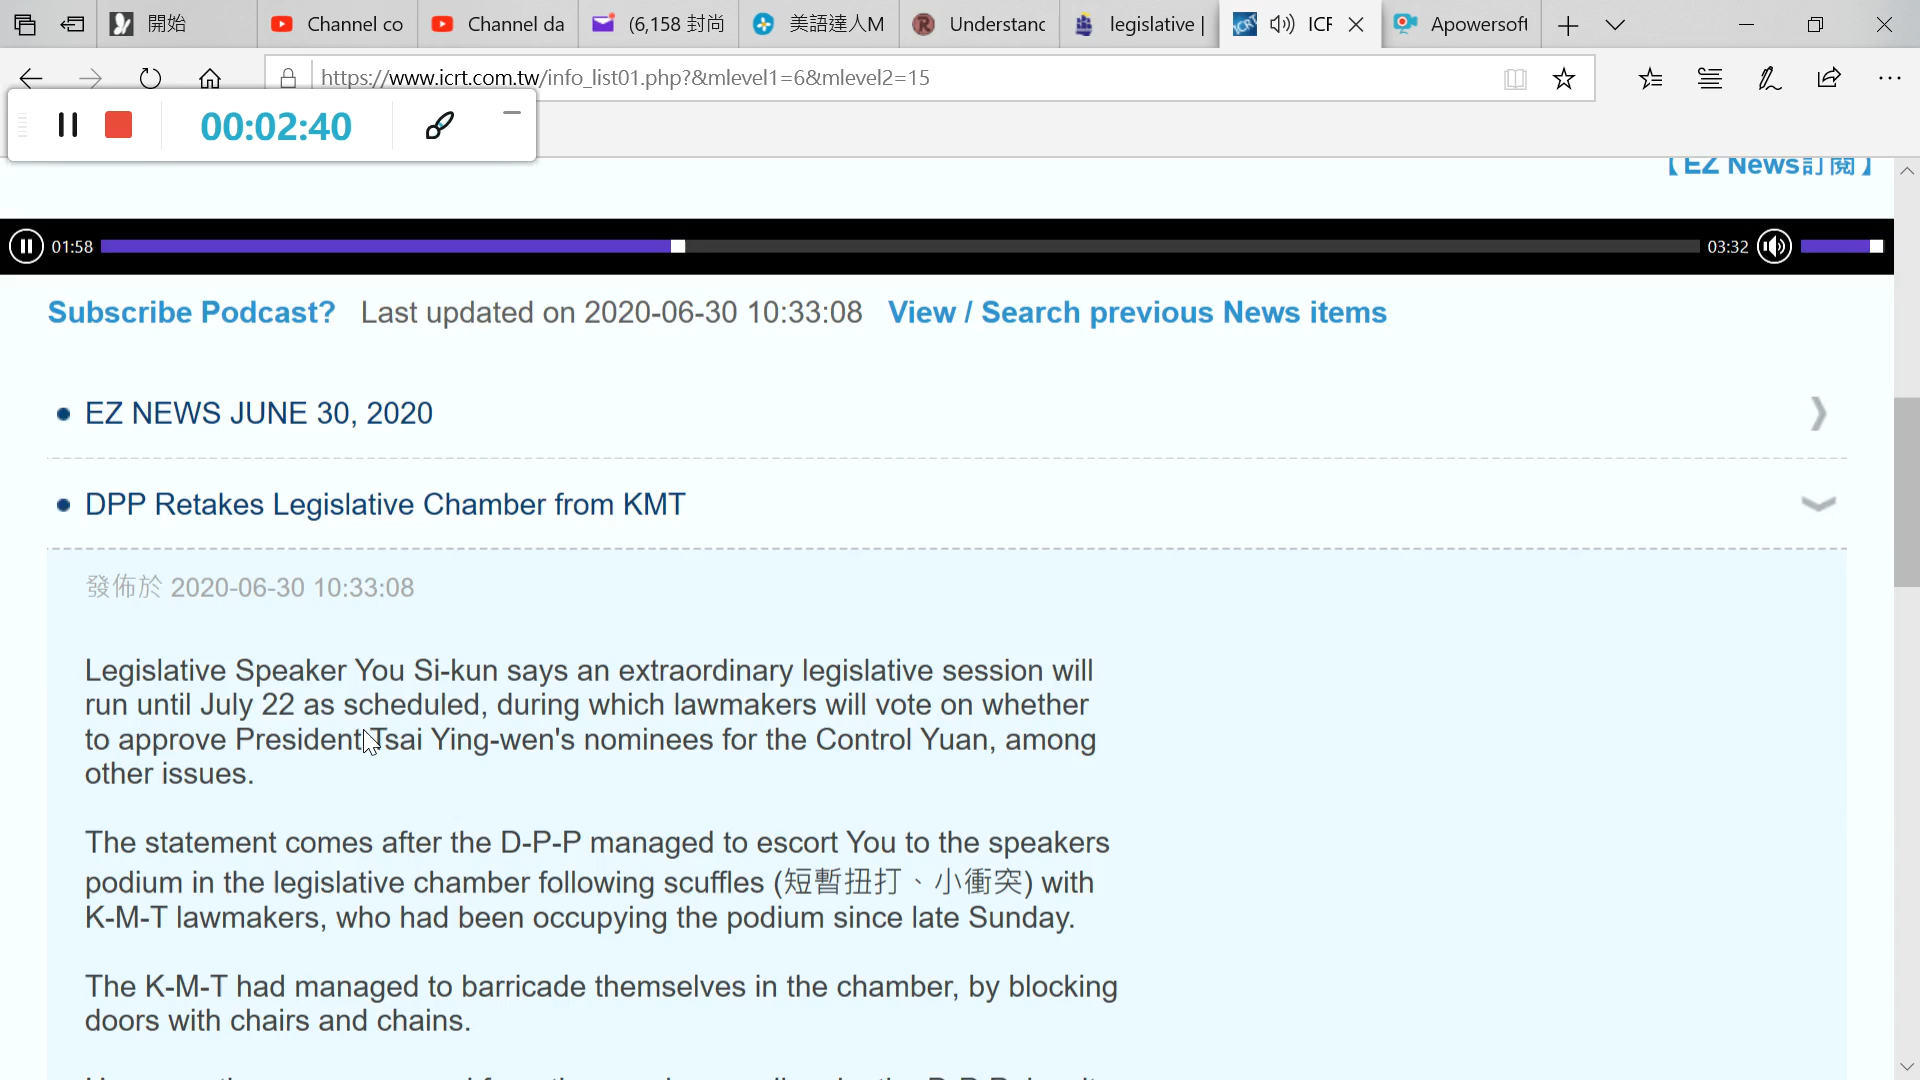 開始
Channel co
Channel da
(6,158 封尚
美語達人M
Understanc
legislative |
ICF
Apowersoft
https://www.icrt.com.tw/info_list01.php?&mlevel1=6&mlevel2=15
00:02:40
【EZ News訂閱】
01:58
03:32
Subscribe Podcast? Last updated on 2020-06-30 10:33:08 View / Search previous News items
EZ NEWS JUNE 30, 2020
DPP Retakes Legislative Chamber from KMT
發佈於 2020-06-30 10:33:08
Legislative Speaker You Si-kun says an extraordinary legislative session will
run until July 22 as scheduled, during which lawmakers will vote on whether
to approve President Tsai Ying-wen's nominees for the Control Yuan, among
other issues.
The statement comes after the D-P-P managed to escort You to the speakers
podium in the legislative chamber following scuffles (短暫扭打、小衝突) with
K-M-T lawmakers, who had been occupying the podium since late Sunday.
The K-M-T had managed to barricade themselves in the chamber, by blocking
doors with chairs and chains.